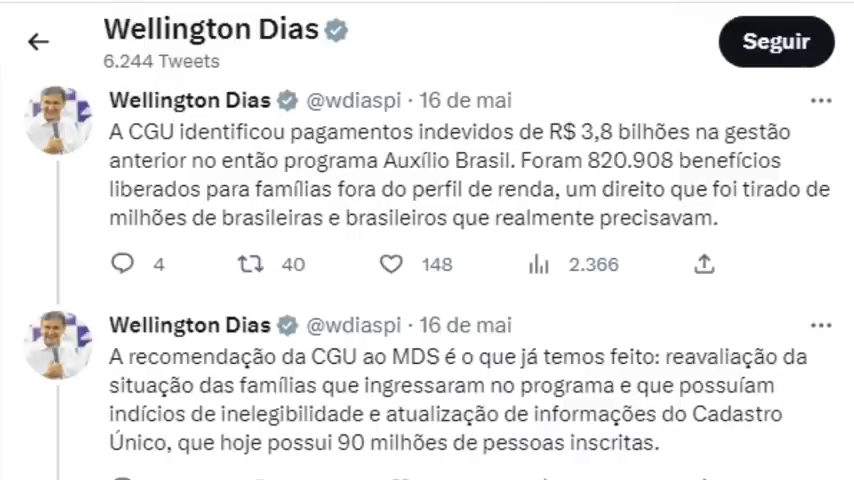 Wellington Dias
6.244 Tweets
Seguir
Wellington Dias @wdiaspi · 16 de mai
A CGU identificou pagamentos indevidos de R$ 3,8 bilhões na gestão
anterior no então programa Auxílio Brasil. Foram 820.908 benefícios
liberados para famílias fora do perfil de renda, um direito que foi tirado de
milhões de brasileiras e brasileiros que realmente precisavam.
4 40 148 2.366
Wellington Dias @wdiaspi · 16 de mai
A recomendação da CGU ao MDS é o que já temos feito: reavaliação da
situação das famílias que ingressaram no programa e que possuíam
indícios de inelegibilidade e atualização de informações do Cadastro
Único, que hoje possui 90 milhões de pessoas inscritas.